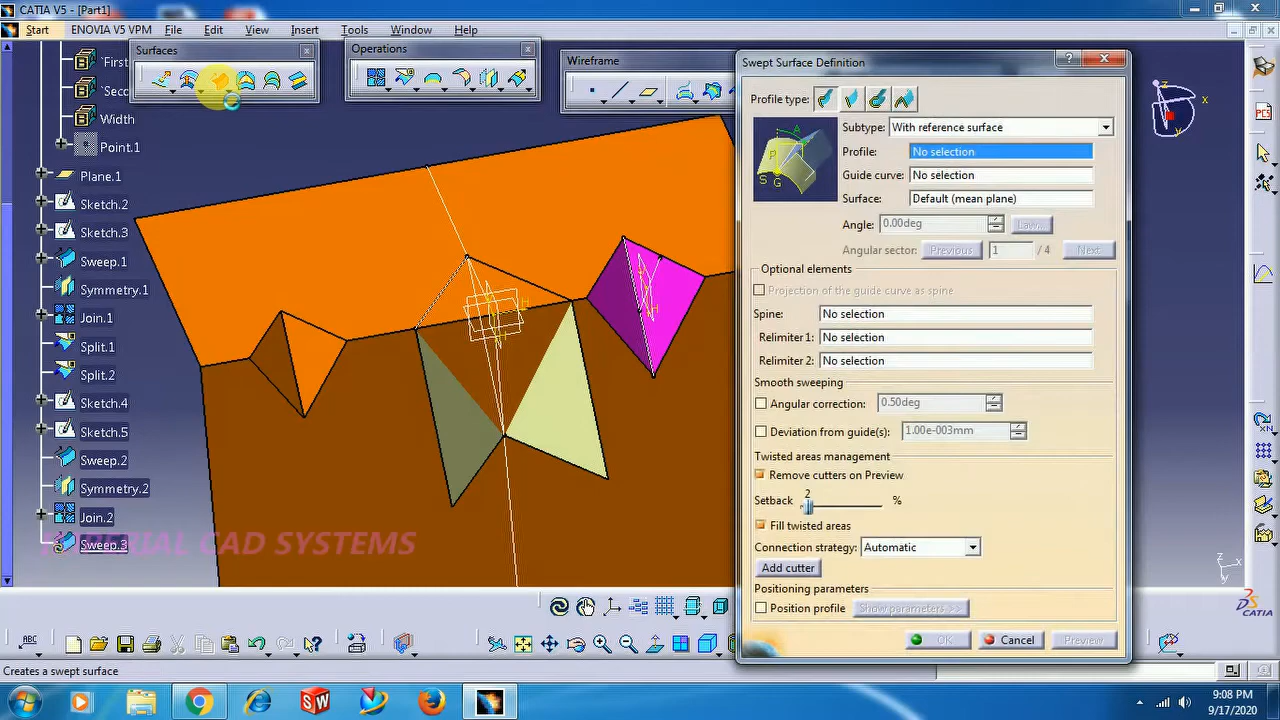 CATIA V5 - [Part1]
Start ENOVIA V5 VPM File Edit View Insert Tools Window Help
Surfaces
Operations
Wireframe
First
Sec
Width
Point.1
Plane.1
Sketch.2
Sketch.3
Sweep.1
Symmetry.1
Join.1
Split.1
Split.2
Sketch.4
Sketch.5
Sweep.2
Symmetry.2
Join.2
Sweep.3
CAD SYSTEMS
H
H
x
y
z
x
Swept Surface Definition
Profile type:
Subtype: With reference surface
Profile: No selection
Guide curve: No selection
Surface: Default (mean plane)
Angle: 0.00deg Law...
Angular sector: Previous 1 / 4 Next
Optional elements
Projection of the guide curve as spine
Spine: No selection
Relimiter 1: No selection
Relimiter 2: No selection
Smooth sweeping
Angular correction: 0.50deg
Deviation from guide(s): 1.00e-003mm
Twisted areas management
Remove cutters on Preview
2
Setback %
Fill twisted areas
Connection strategy: Automatic
Add cutter
Positioning parameters
Position profile Show parameters >>
OK Cancel Preview
A
P
S G
PCS
CATIA
ABC
Creates a swept surface
SW
9:08 PM
9/17/2020